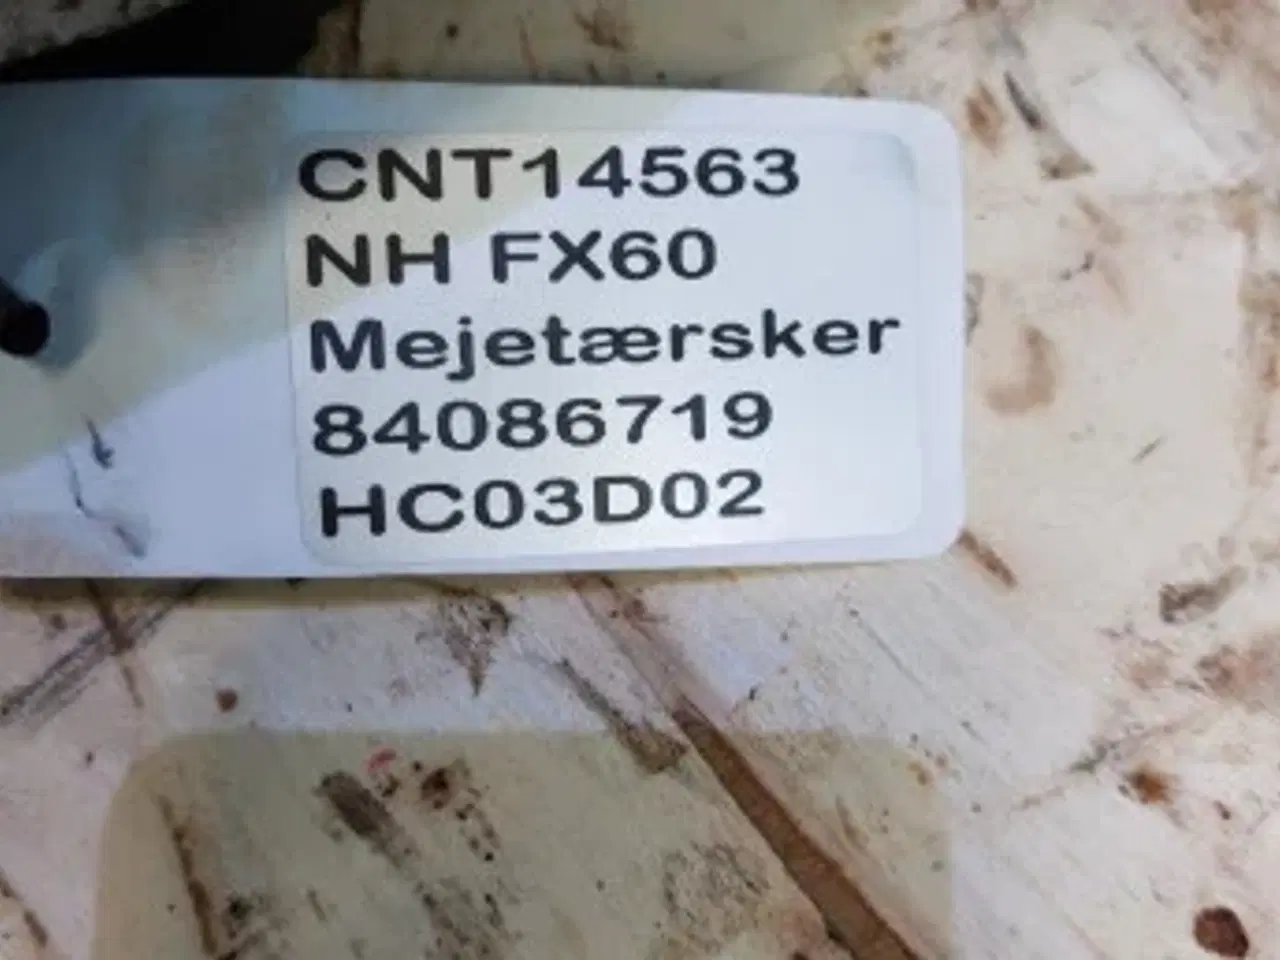 CNT14563
NH FX60
Mejetærsker
84086719
HC03D02